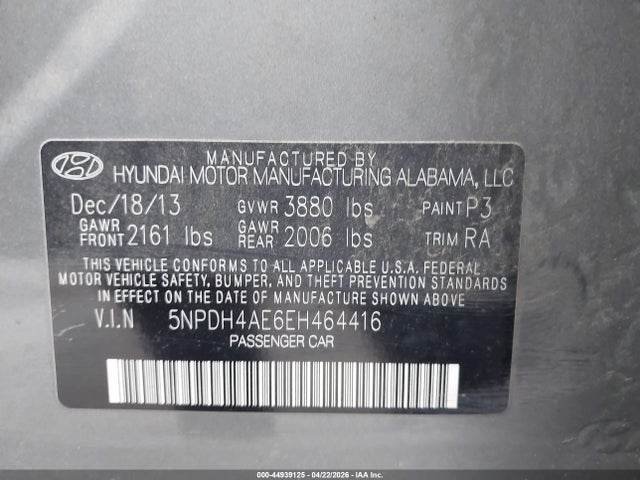 MANUFACTURED BY
HYUNDAI MOTOR MANUFACTURING ALABAMA, LLC
Dec/18/13 GVWR 3880 lbs PAINT P3
GAWR FRONT 2161 lbs GAWR REAR 2006 lbs TRIM RA
THIS VEHICLE CONFORMS TO ALL APPLICABLE U.S.A. FEDERAL
MOTOR VEHICLE SAFETY, BUMPER, AND THEFT PREVENTION
STANDARDS IN EFFECT ON THE DATE OF MANUFACTURE SHOWN ABOVE.
V.I.N 5NPDH4AE6EH464416
PASSENGER CAR
000-44939125 - 04/22/2026 - COPART